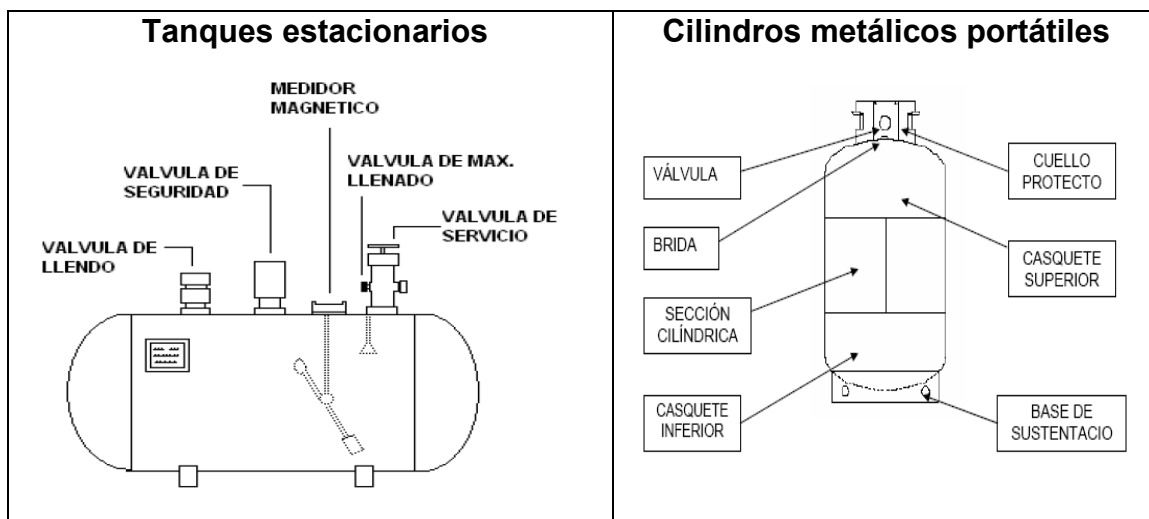 Tanques estacionarios
MEDIDOR
MAGNETICO
VALVULA DE MAX.
LLENADO
VALVULA DE
SEGURIDAD
VALVULA DE
SERVICIO
VALVULA DE
LLENDO
Cilindros metálicos portátiles
VÁLVULA
CUELLO
PROTECTO
BRIDA
CASQUETE
SUPERIOR
SECCIÓN
CILÍNDRICA
CASQUETE
INFERIOR
BASE DE
SUSTENTACIO